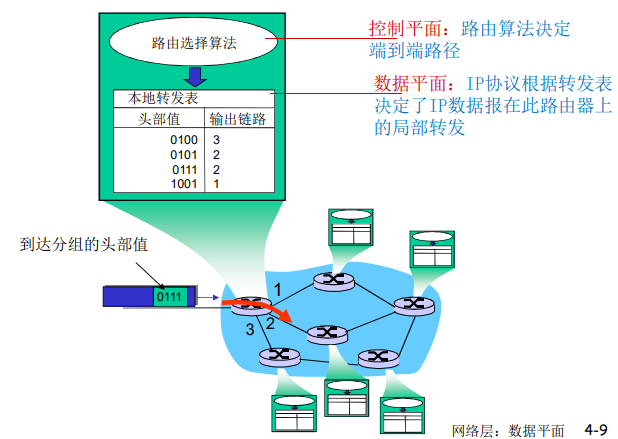 路由选择算法
控制平面：路由算法决定
端到端路径
数据平面：IP协议根据转发表
决定了IP数据报在此路由器上
的局部转发
本地转发表
头部值 输出链路
0100 3
0101 2
0111 2
1001 1
到达分组的头部值
0111
1
2
3
网络层：数据平面 4-9